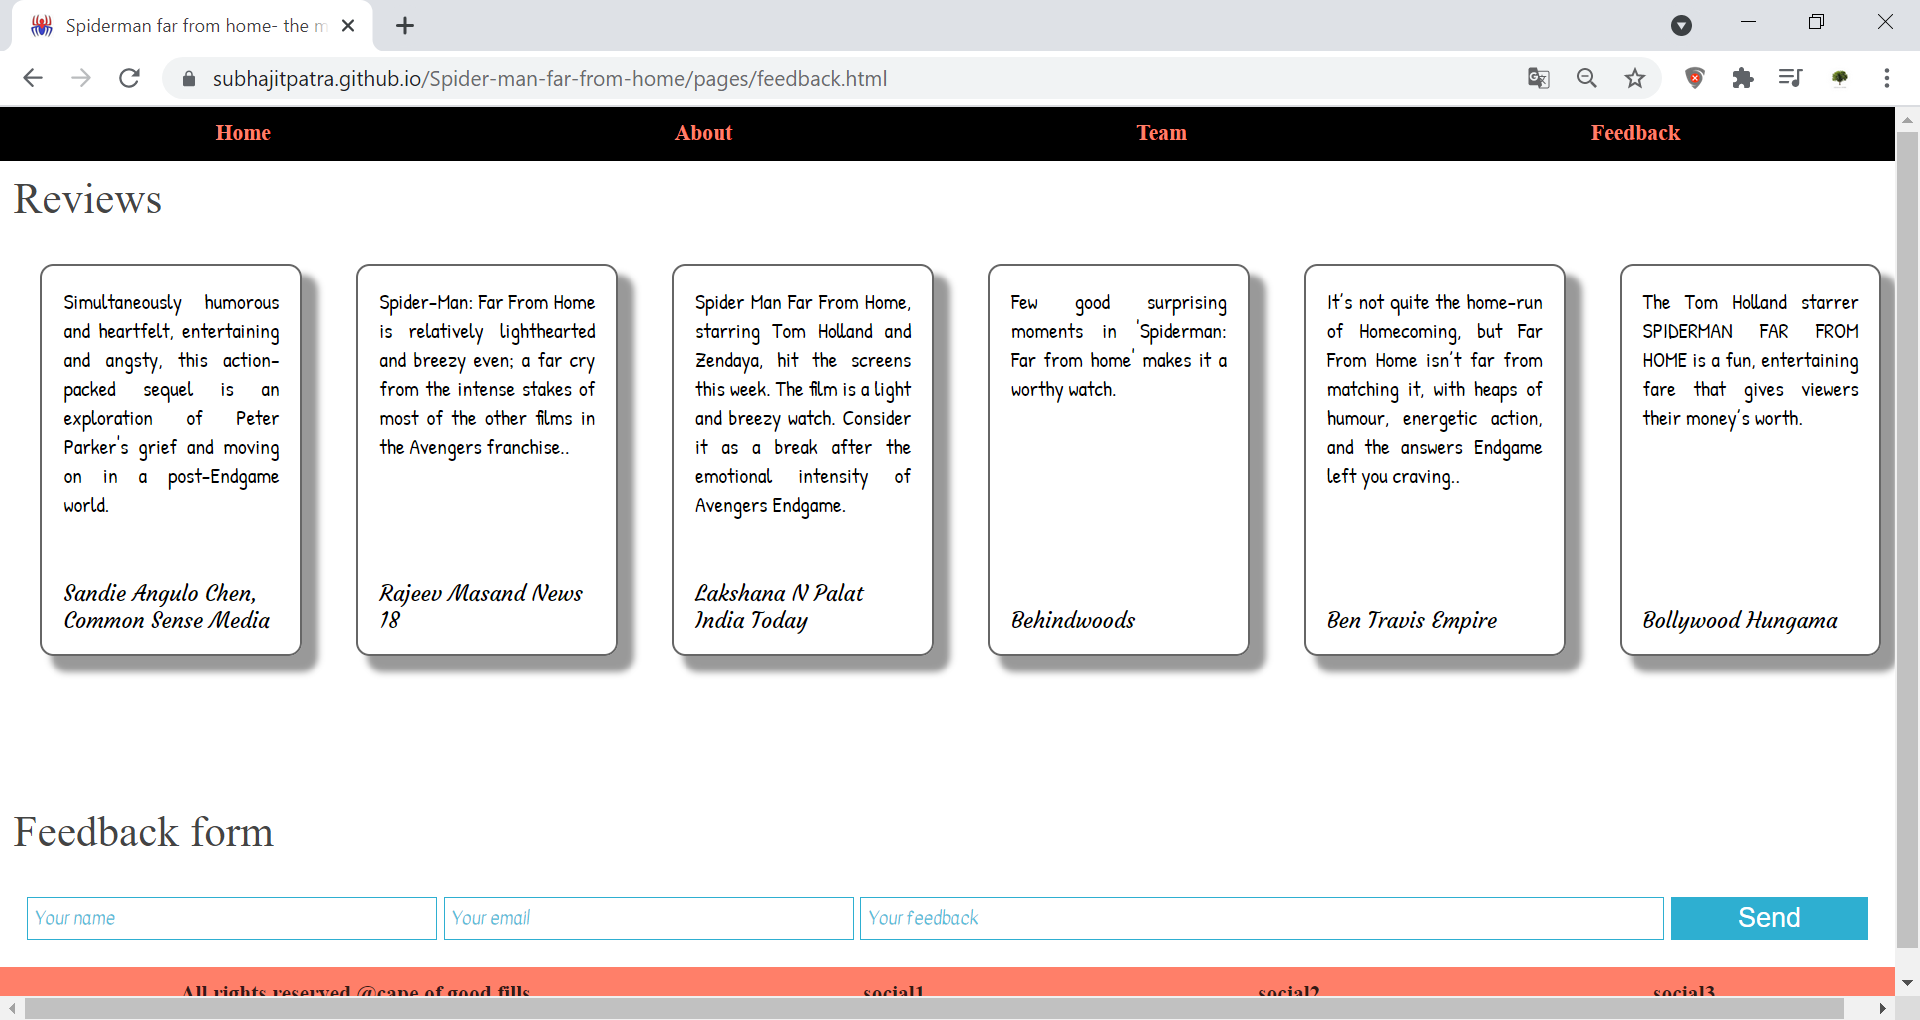 Spiderman far from home- the m
subhajitpatra.github.io/Spider-man-far-from-home/pages/feedback.html
Home About Team Feedback
Reviews
Simultaneously humorous
and heartfelt, entertaining
and angsty, this action-
packed sequel is an
exploration of Peter
Parker's grief and moving
on in a post-Endgame
world.
Sandie Angulo Chen,
Common Sense Media
Spider-Man: Far From Home
is relatively lighthearted
and breezy even; a far cry
from the intense stakes of
most of the other films in
the Avengers franchise..
Rajeev Masand News
18
Spider Man Far From Home,
starring Tom Holland and
Zendaya, hit the screens
this week. The film is a light
and breezy watch. Consider
it as a break after the
emotional intensity of
Avengers Endgame.
Lakshana N Palat
India Today
Few good surprising
moments in 'Spiderman:
Far from home' makes it a
worthy watch.
Behindwoods
It’s not quite the home-run
of Homecoming, but Far
From Home isn’t far from
matching it, with heaps of
humour, energetic action,
and the answers Endgame
left you craving..
Ben Travis Empire
The Tom Holland starrer
SPIDERMAN FAR FROM
HOME is a fun, entertaining
fare that gives viewers
their money’s worth.
Bollywood Hungama
Feedback form
Your name Your email Your feedback Send
All rights reserved @cape of good fills social1 social2 social3